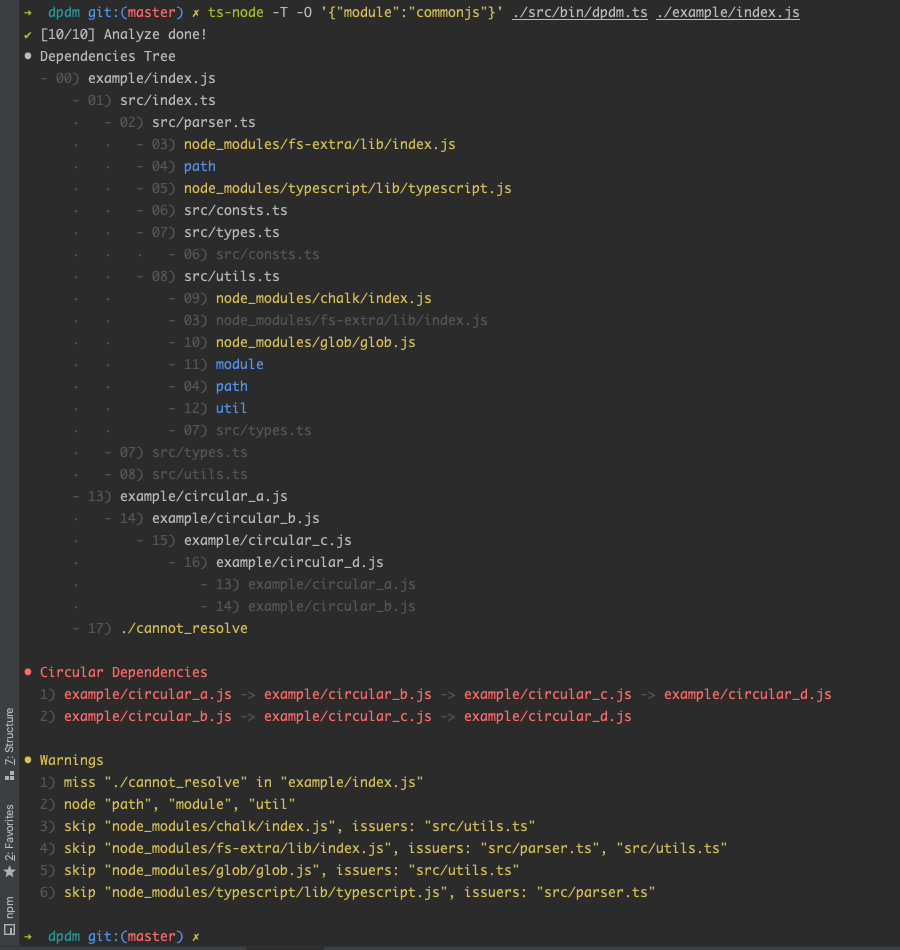 ➜  dpdm git:(master) ✗ ts-node -T -O '{"module":"commonjs"}' ./src/bin/dpdm.ts ./example/index.js
✔ [10/10] Analyze done!
● Dependencies Tree
  - 00) example/index.js
      - 01) src/index.ts
      ·   - 02) src/parser.ts
      ·   ·   - 03) node_modules/fs-extra/lib/index.js
      ·   ·   - 04) path
      ·   ·   - 05) node_modules/typescript/lib/typescript.js
      ·   ·   - 06) src/consts.ts
      ·   ·   - 07) src/types.ts
      ·   ·   ·   - 06) src/consts.ts
      ·   ·   - 08) src/utils.ts
      ·   ·       - 09) node_modules/chalk/index.js
      ·   ·       - 03) node_modules/fs-extra/lib/index.js
      ·   ·       - 10) node_modules/glob/glob.js
      ·   ·       - 11) module
      ·   ·       - 04) path
      ·   ·       - 12) util
      ·   ·       - 07) src/types.ts
      ·   - 07) src/types.ts
      ·   - 08) src/utils.ts
      - 13) example/circular_a.js
      ·   - 14) example/circular_b.js
      ·       - 15) example/circular_c.js
      ·           - 16) example/circular_d.js
      ·               - 13) example/circular_a.js
      ·               - 14) example/circular_b.js
      - 17) ./cannot_resolve
● Circular Dependencies
  1) example/circular_a.js -> example/circular_b.js -> example/circular_c.js -> example/circular_d.js
  2) example/circular_b.js -> example/circular_c.js -> example/circular_d.js
● Warnings
  1) miss "./cannot_resolve" in "example/index.js"
  2) node "path", "module", "util"
  3) skip "node_modules/chalk/index.js", issuers: "src/utils.ts"
  4) skip "node_modules/fs-extra/lib/index.js", issuers: "src/parser.ts", "src/utils.ts"
  5) skip "node_modules/glob/glob.js", issuers: "src/utils.ts"
  6) skip "node_modules/typescript/lib/typescript.js", issuers: "src/parser.ts"
➜  dpdm git:(master) ✗
Z: Structure
2: Favorites
npm